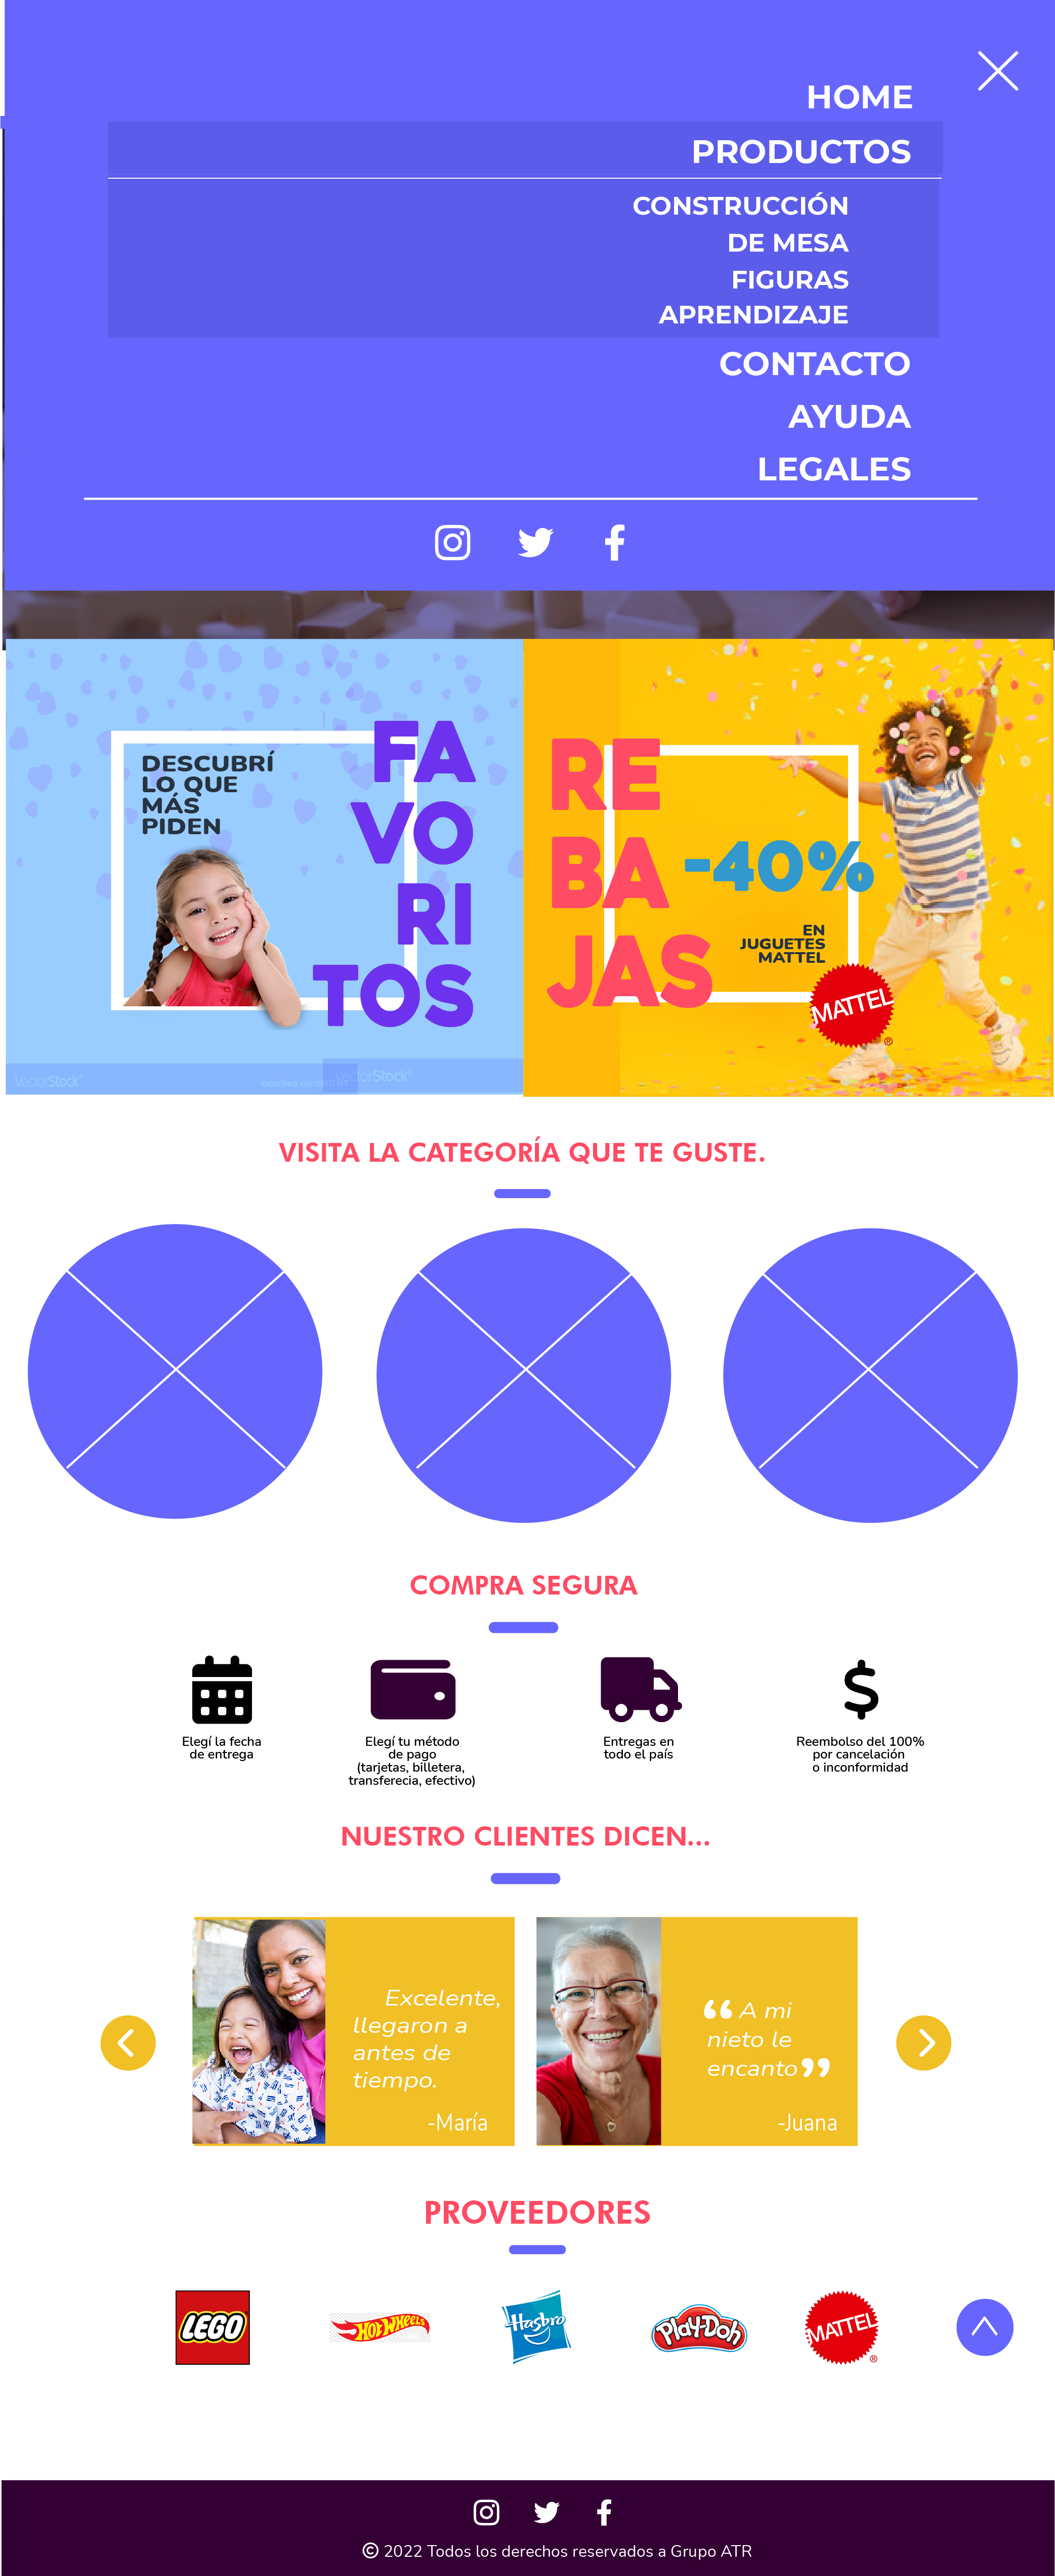 HOME
PRODUCTOS
CONSTRUCCIÓN
DE MESA
FIGURAS
APRENDIZAJE
CONTACTO
AYUDA
LEGALES
DESCUBRÍ
LO QUE
MÁS
PIDEN
FA
VO
RI
TOS
VectorStock®
VectorStock®
RE
BA
JAS
-40%
EN
JUGUETES
MATTEL
MATTEL
®
VISITA LA CATEGORÍA QUE TE GUSTE.
COMPRA SEGURA
Elegí la fecha
de entrega
Elegí tu método
de pago
(tarjetas, billetera,
transferecia, efectivo)
Entregas en
todo el país
Reembolso del 100%
por cancelación
o inconformidad
NUESTRO CLIENTES DICEN...
Excelente,
llegaron a
antes de
tiempo.
-María
“ A mi
nieto le
encanto”
-Juana
PROVEEDORES
LEGO
HOT WHEELS
Hasbro
Play-Doh
MATTEL
®
© 2022 Todos los derechos reservados a Grupo ATR